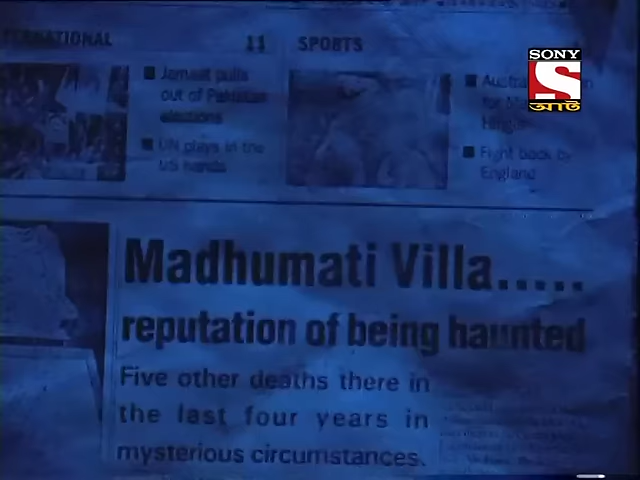 ERNATIONAL 11 SPORTS
SONY
S
আট
Jamaat pulls
out of Pakistan
elections
UN plays in the
US hands
Fight back by
England
Madhumati Villa.....
reputation of being haunted
Five other deaths there in
the last four years in
mysterious circumstances.